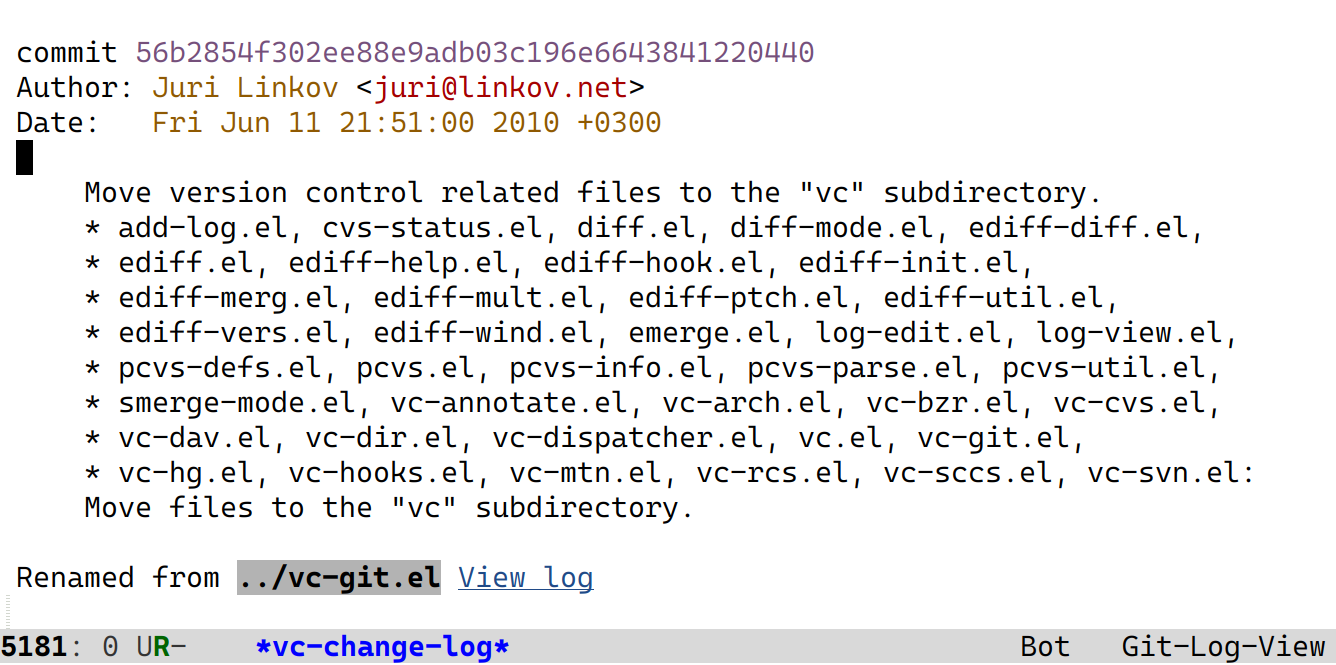 commit 56b2854f302ee88e9adb03c196e6643841220440
Author: Juri Linkov <juri@linkov.net>
Date:   Fri Jun 11 21:51:00 2010 +0300
Move version control related files to the "vc" subdirectory.
* add-log.el, cvs-status.el, diff.el, diff-mode.el, ediff-diff.el,
* ediff.el, ediff-help.el, ediff-hook.el, ediff-init.el,
* ediff-merg.el, ediff-mult.el, ediff-ptch.el, ediff-util.el,
* ediff-vers.el, ediff-wind.el, emerge.el, log-edit.el, log-view.el,
* pcvs-defs.el, pcvs.el, pcvs-info.el, pcvs-parse.el, pcvs-util.el,
* smerge-mode.el, vc-annotate.el, vc-arch.el, vc-bzr.el, vc-cvs.el,
* vc-dav.el, vc-dir.el, vc-dispatcher.el, vc.el, vc-git.el,
* vc-hg.el, vc-hooks.el, vc-mtn.el, vc-rcs.el, vc-sccs.el, vc-svn.el:
Move files to the "vc" subdirectory.
Renamed from ../vc-git.el View log
5181: 0 UR-    *vc-change-log*    Bot   Git-Log-View